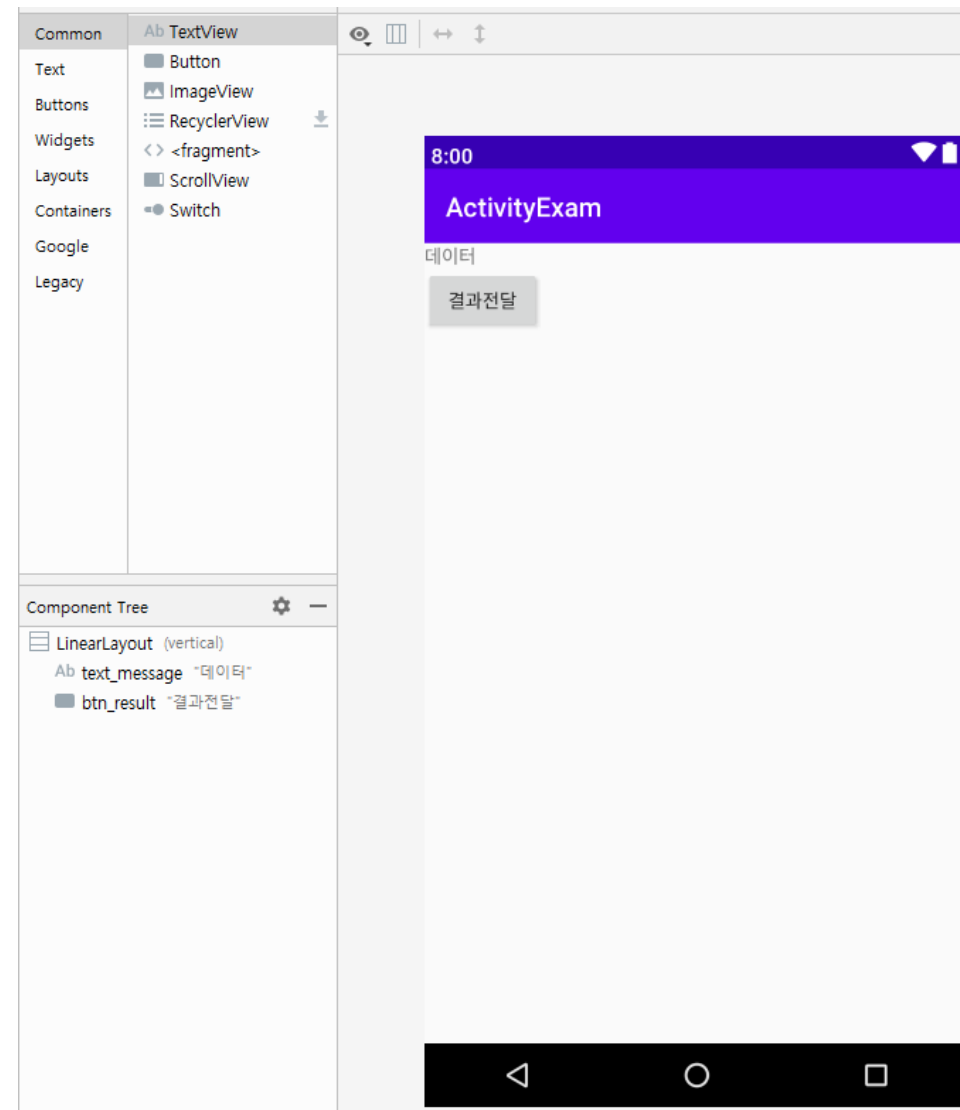 Common
Text
Buttons
Widgets
Layouts
Containers
Google
Legacy
Ab TextView
Button
ImageView
RecyclerView
<> <fragment>
ScrollView
Switch
Component Tree
LinearLayout (vertical)
Ab text_message "데이터"
btn_result "결과전달"
8:00
ActivityExam
데이터
결과전달